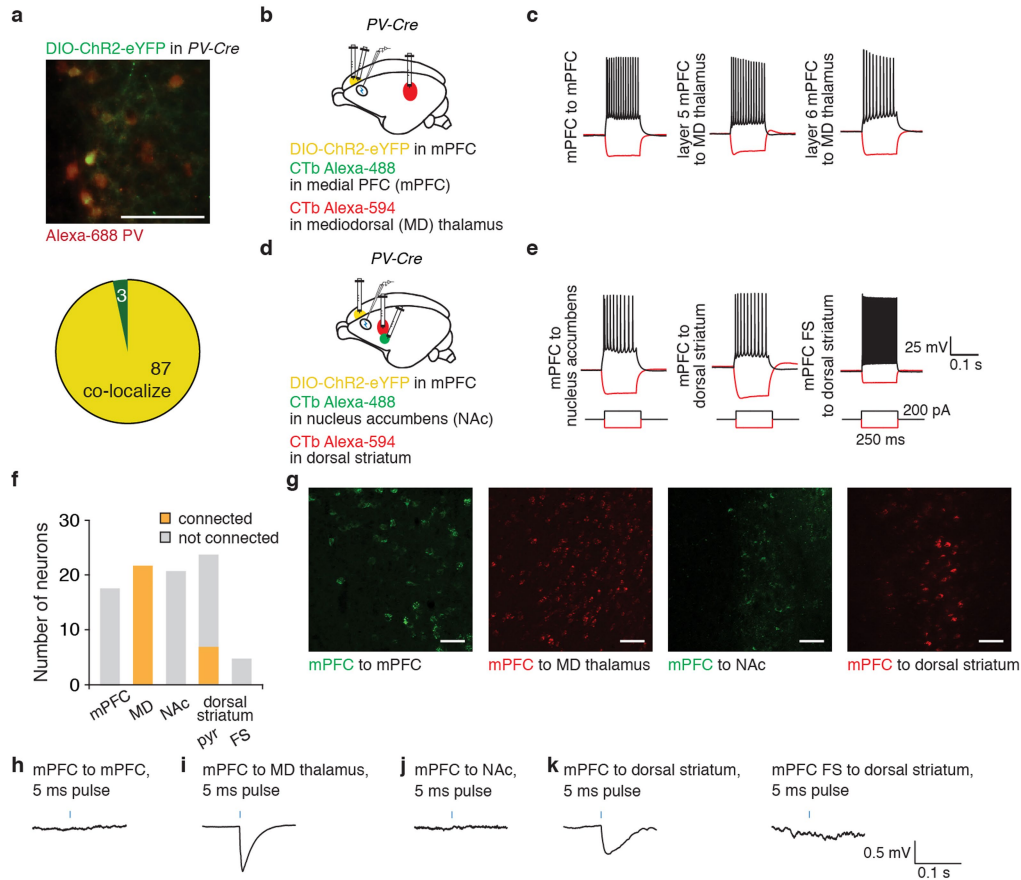 a
DIO-ChR2-eYFP in PV-Cre
Alexa-688 PV
3
87
co-localize
b
PV-Cre
DIO-ChR2-eYFP in mPFC
CTb Alexa-488
in medial PFC (mPFC)
CTb Alexa-594
in mediodorsal (MD) thalamus
c
mPFC to mPFC
layer 5 mPFC
to MD thalamus
layer 6 mPFC
to MD thalamus
d
PV-Cre
DIO-ChR2-eYFP in mPFC
CTb Alexa-488
in nucleus accumbens (NAc)
CTb Alexa-594
in dorsal striatum
e
mPFC to
nucleus accumbens
mPFC to
dorsal striatum
mPFC FS
to dorsal striatum
25 mV
0.1 s
200 pA
250 ms
f
Number of neurons
30
20
10
0
connected
not connected
mPFC
MD
NAc
dorsal
striatum
pyr
FS
g
mPFC to mPFC
mPFC to MD thalamus
mPFC to NAc
mPFC to dorsal striatum
h
mPFC to mPFC,
5 ms pulse
i
mPFC to MD thalamus,
5 ms pulse
j
mPFC to NAc,
5 ms pulse
k
mPFC to dorsal striatum,
5 ms pulse
mPFC FS to dorsal striatum,
5 ms pulse
0.5 mV
0.1 s